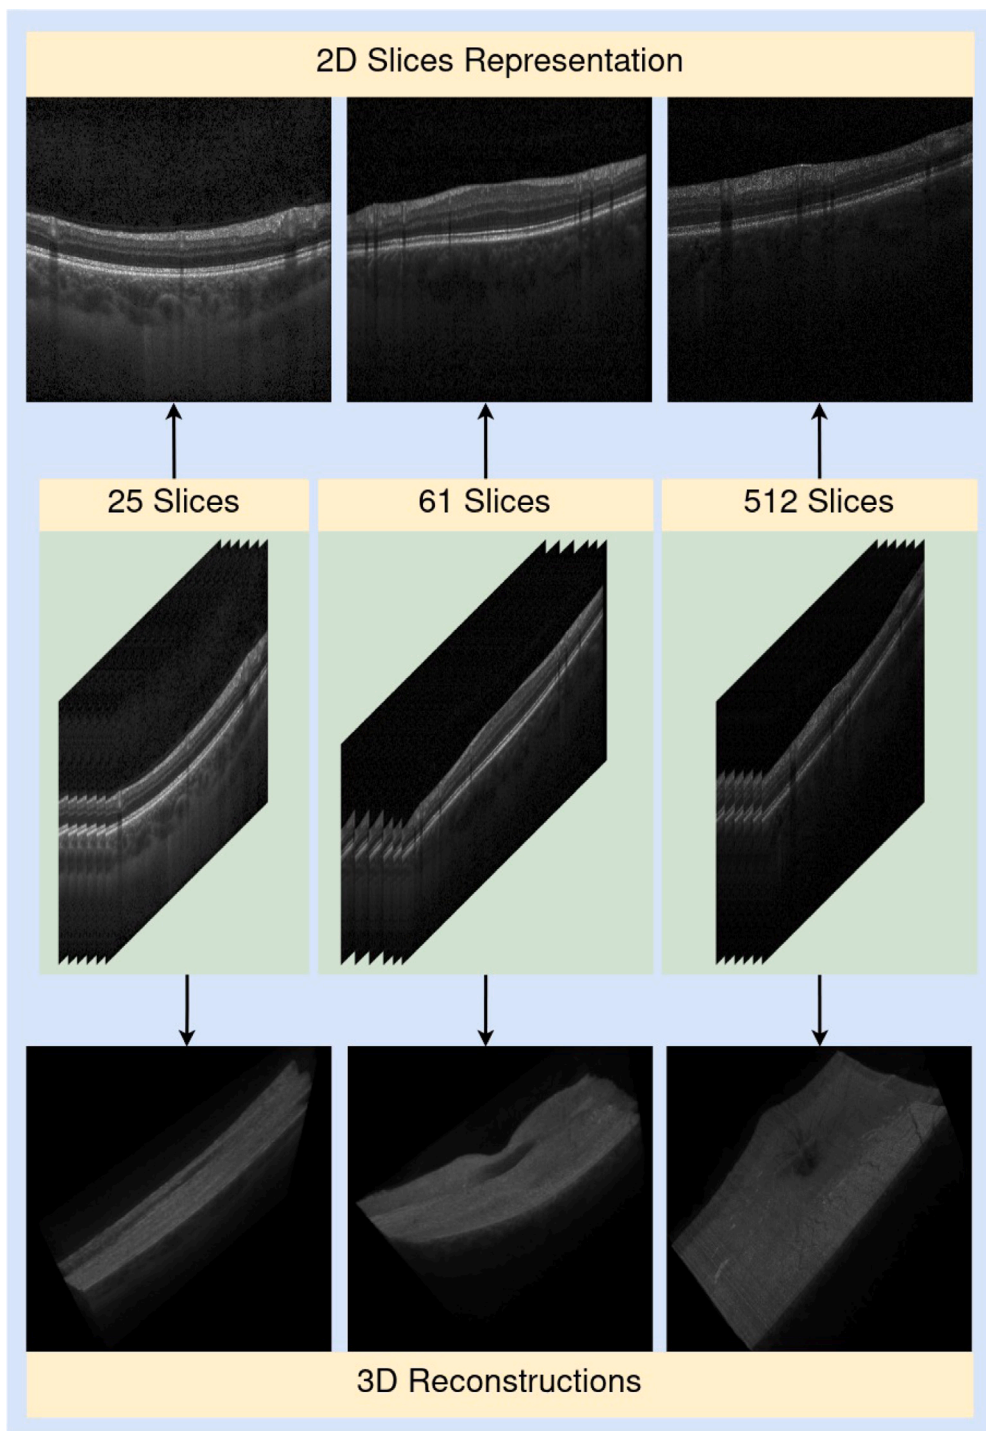 2D Slices Representation
25 Slices
61 Slices
512 Slices
3D Reconstructions